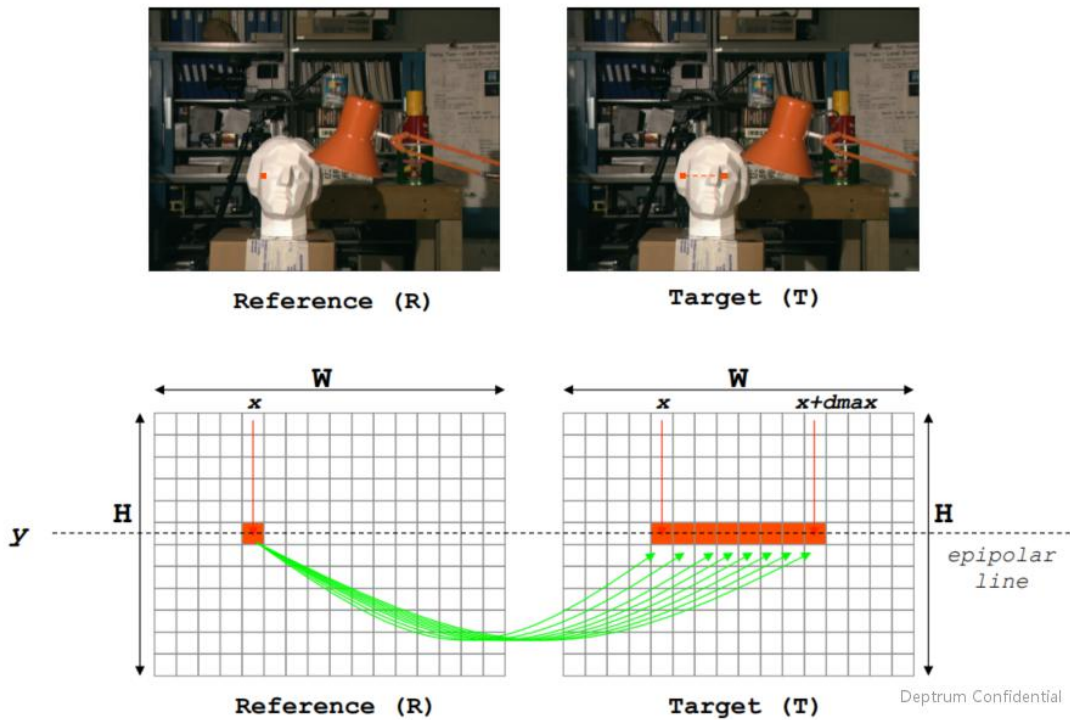 Reference (R) Target (T)
W W
x x x+dmax
H H
y
epipolar
line
Reference (R) Target (T)
Deptrum Confidential